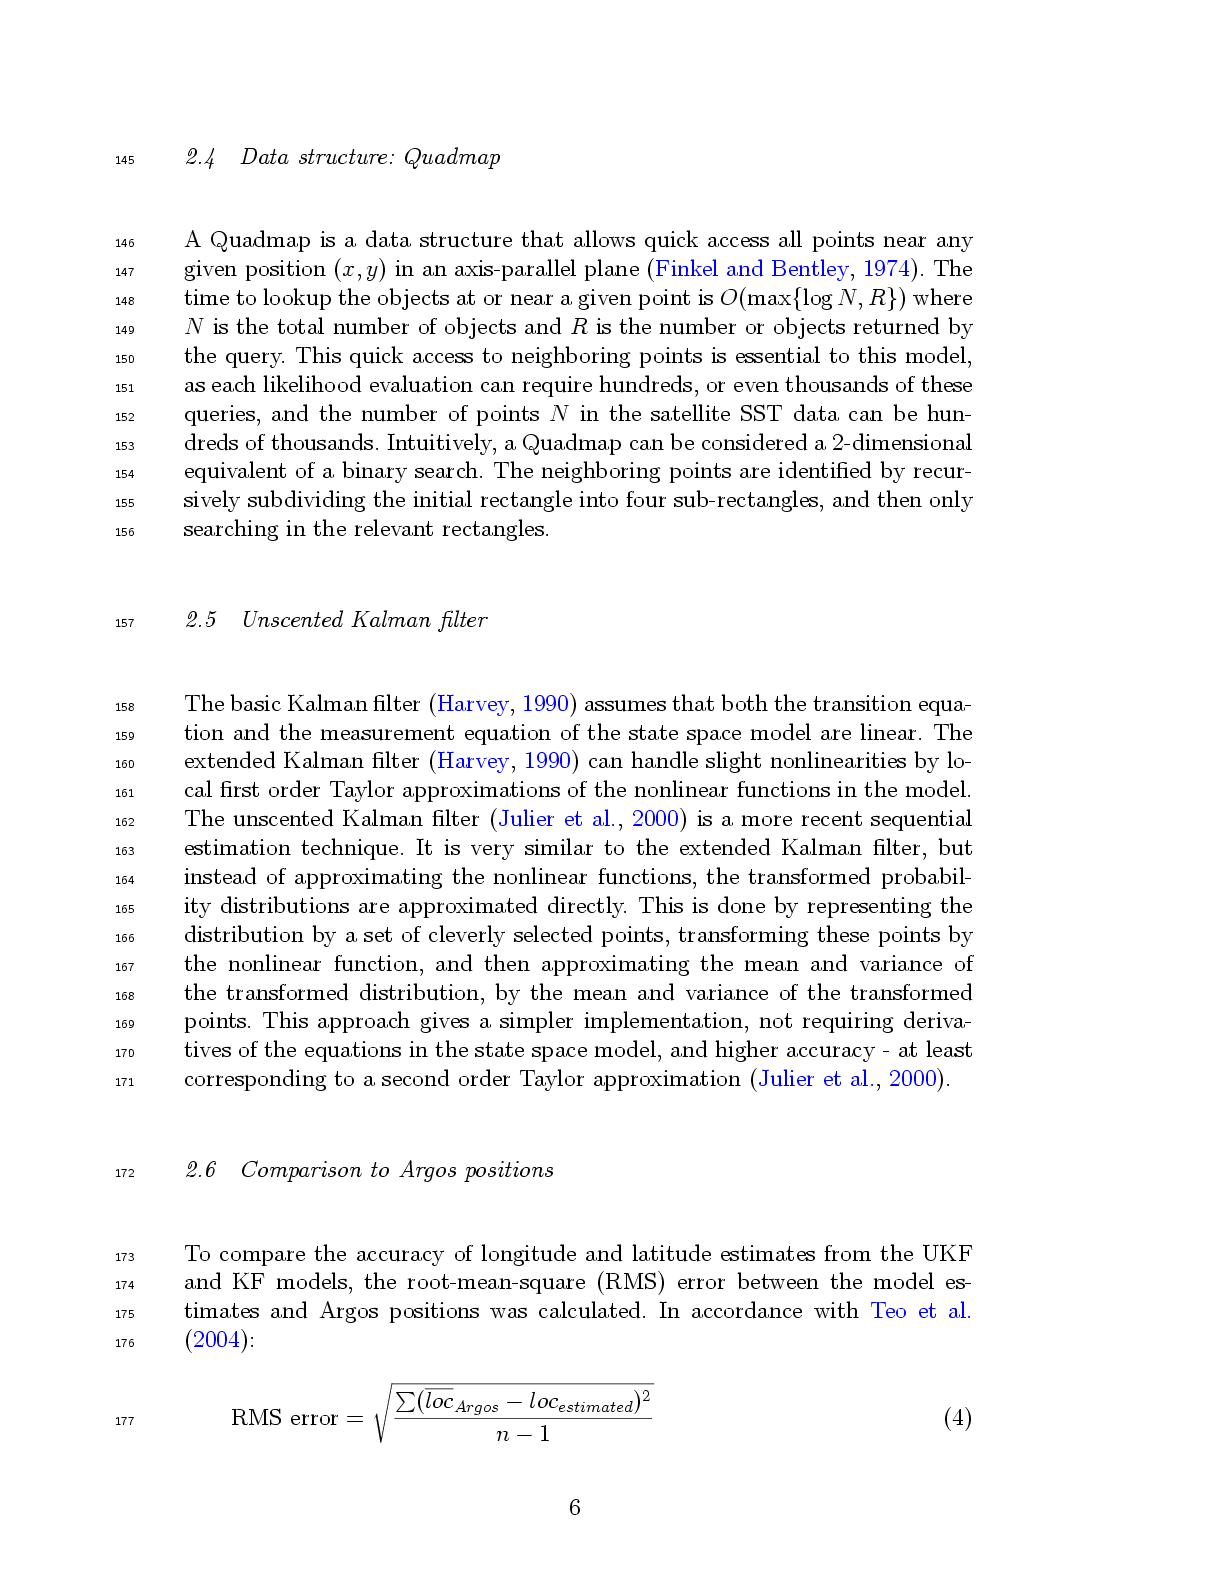 145 2.4 Data structure: Quadmap
146 A Quadmap is a data structure that allows quick access all points near any
147 given position (x, y) in an axis-parallel plane (Finkel and Bentley, 1974). The
148 time to lookup the objects at or near a given point is O(max{log N, R}) where
149 N is the total number of objects and R is the number or objects returned by
150 the query. This quick access to neighboring points is essential to this model,
151 as each likelihood evaluation can require hundreds, or even thousands of these
152 queries, and the number of points N in the satellite SST data can be hun-
153 dreds of thousands. Intuitively, a Quadmap can be considered a 2-dimensional
154 equivalent of a binary search. The neighboring points are identified by recur-
155 sively subdividing the initial rectangle into four sub-rectangles, and then only
156 searching in the relevant rectangles.
157 2.5 Unscented Kalman filter
158 The basic Kalman filter (Harvey, 1990) assumes that both the transition equa-
159 tion and the measurement equation of the state space model are linear. The
160 extended Kalman filter (Harvey, 1990) can handle slight nonlinearities by lo-
161 cal first order Taylor approximations of the nonlinear functions in the model.
162 The unscented Kalman filter (Julier et al., 2000) is a more recent sequential
163 estimation technique. It is very similar to the extended Kalman filter, but
164 instead of approximating the nonlinear functions, the transformed probabil-
165 ity distributions are approximated directly. This is done by representing the
166 distribution by a set of cleverly selected points, transforming these points by
167 the nonlinear function, and then approximating the mean and variance of
168 the transformed distribution, by the mean and variance of the transformed
169 points. This approach gives a simpler implementation, not requiring deriva-
170 tives of the equations in the state space model, and higher accuracy - at least
171 corresponding to a second order Taylor approximation (Julier et al., 2000).
172 2.6 Comparison to Argos positions
173 To compare the accuracy of longitude and latitude estimates from the UKF
174 and KF models, the root-mean-square (RMS) error between the model es-
175 timates and Argos positions was calculated. In accordance with Teo et al.
176 (2004):
177 RMS error = √(∑(l̅o̅c̅_Argos − loc_estimated)² / (n − 1)) (4)
6